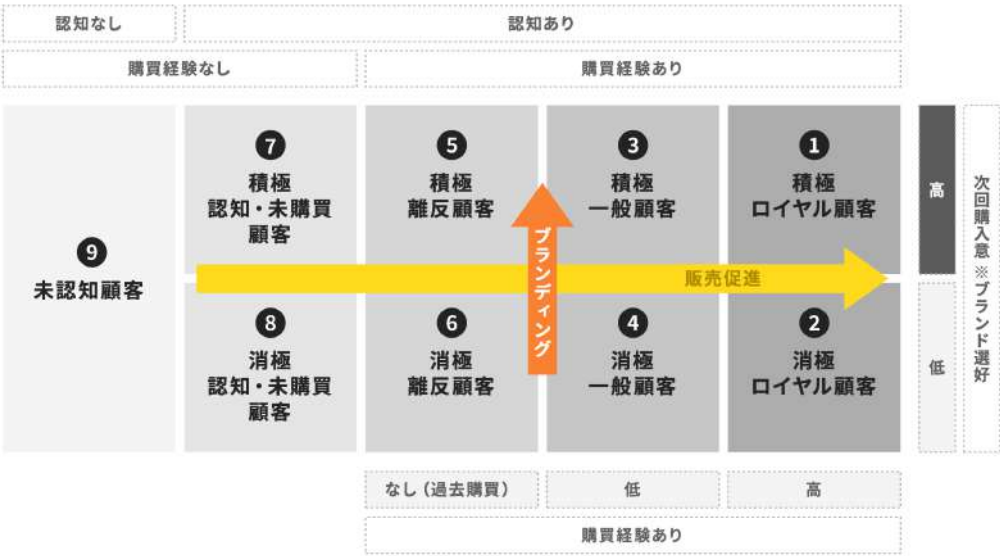 認知なし
認知あり
購買経験なし
購買経験あり
❾
未認知顧客
❼
積極
認知・未購買
顧客
❺
積極
離反顧客
❸
積極
一般顧客
❶
積極
ロイヤル顧客
ブランディング
販売促進
❽
消極
認知・未購買
顧客
❻
消極
離反顧客
❹
消極
一般顧客
❷
消極
ロイヤル顧客
高
低
次回購入意 ※ブランド選好
なし（過去購買）
低
高
購買経験あり